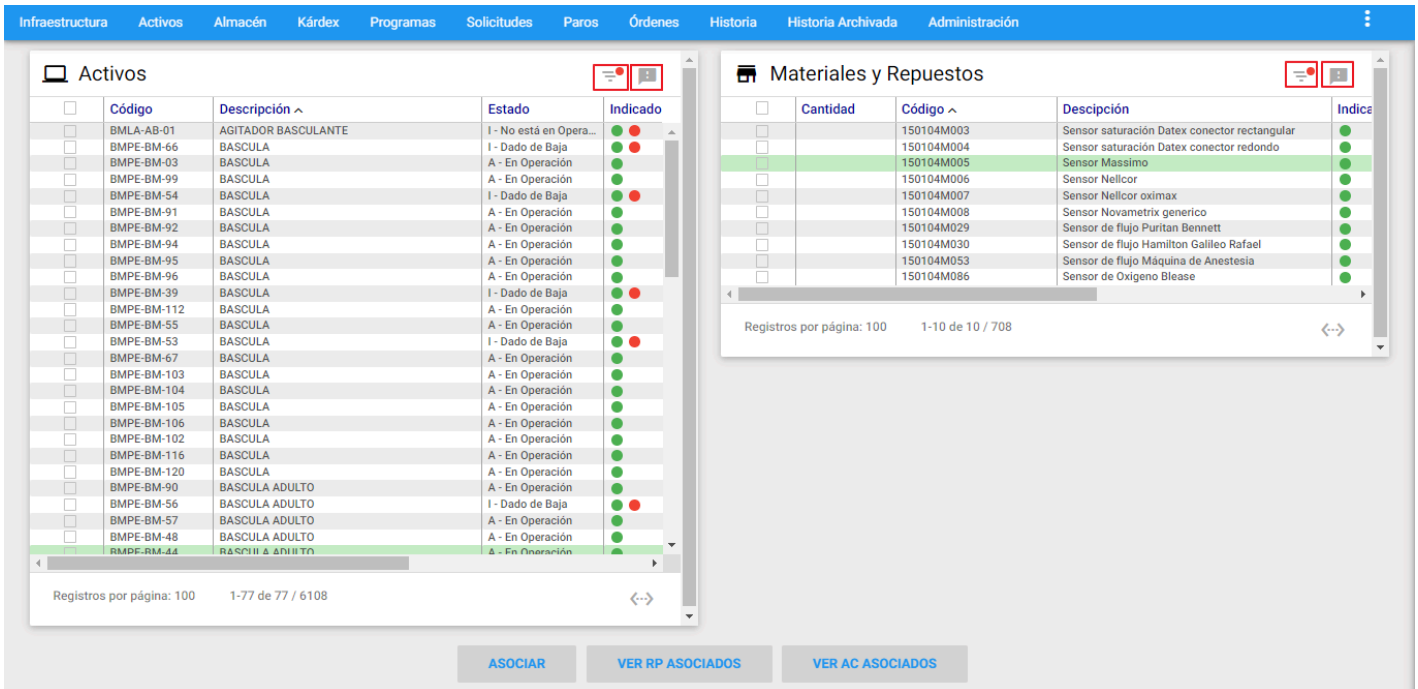 Infraestructura Activos Almacén Kárdex Programas Solicitudes Paros Órdenes Historia Historia Archivada Administración
Activos
Código Descripción Estado Indicado
BMLA-AB-01 AGITADOR BASCULANTE I - No está en Opera...
BMPE-BM-66 BASCULA I - Dado de Baja
BMPE-BM-03 BASCULA A - En Operación
BMPE-BM-99 BASCULA A - En Operación
BMPE-BM-54 BASCULA I - Dado de Baja
BMPE-BM-91 BASCULA A - En Operación
BMPE-BM-92 BASCULA A - En Operación
BMPE-BM-94 BASCULA A - En Operación
BMPE-BM-95 BASCULA A - En Operación
BMPE-BM-96 BASCULA A - En Operación
BMPE-BM-39 BASCULA I - Dado de Baja
BMPE-BM-112 BASCULA A - En Operación
BMPE-BM-55 BASCULA A - En Operación
BMPE-BM-53 BASCULA I - Dado de Baja
BMPE-BM-67 BASCULA A - En Operación
BMPE-BM-103 BASCULA A - En Operación
BMPE-BM-104 BASCULA A - En Operación
BMPE-BM-105 BASCULA A - En Operación
BMPE-BM-106 BASCULA A - En Operación
BMPE-BM-102 BASCULA A - En Operación
BMPE-BM-116 BASCULA A - En Operación
BMPE-BM-120 BASCULA A - En Operación
BMPE-BM-90 BASCULA ADULTO A - En Operación
BMPE-BM-56 BASCULA ADULTO I - Dado de Baja
BMPE-BM-57 BASCULA ADULTO A - En Operación
BMPE-BM-48 BASCULA ADULTO A - En Operación
BMPE-BM-44 BASCULA ADULTO A - En Operación
Registros por página: 100 1-77 de 77 / 6108
Materiales y Repuestos
Cantidad Código Descipción Indica
150104M003 Sensor saturación Datex conector rectangular
150104M004 Sensor saturación Datex conector redondo
150104M005 Sensor Massimo
150104M006 Sensor Nellcor
150104M007 Sensor Nellcor oximax
150104M008 Sensor Novametrix generico
150104M029 Sensor de flujo Puritan Bennett
150104M030 Sensor de flujo Hamilton Galileo Rafael
150104M053 Sensor de flujo Máquina de Anestesia
150104M086 Sensor de Oxigeno Blease
Registros por página: 100 1-10 de 10 / 708
ASOCIAR VER RP ASOCIADOS VER AC ASOCIADOS